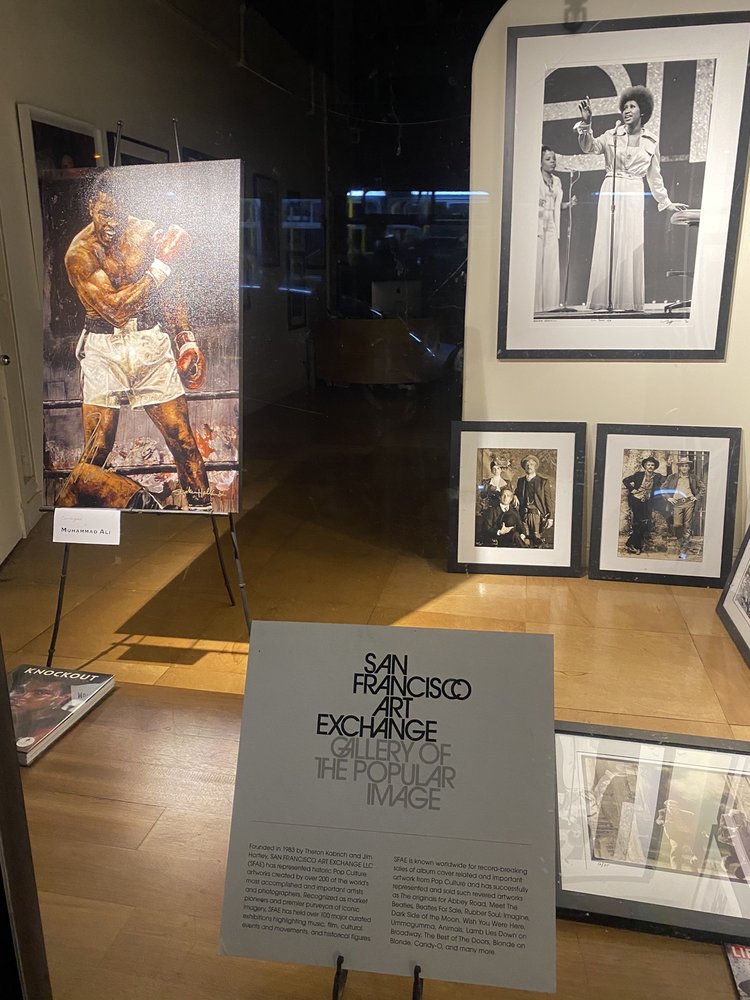 MUHAMMAD ALI
KNOCKOUT
SAN
FRANCISCO
ART
EXCHANGE
GALLERY OF
THE POPULAR
IMAGE
Founded in 1983 by Theron Kabrich and Jim
Hartley, SAN FRANCISCO ART EXCHANGE LLC
(SFAE) has represented historic Pop Culture
artworks created by over 200 of the world's
most accomplished and important artists
and photographers. Recognized as market
pioneers and premier purveyors of iconic
imagery, SFAE has held over 100 major curated
exhibitions highlighting music, film, cultural
events and movements, and historical figures
SFAE is known worldwide for record-breaking
sales of album cover related and important
artwork from Pop Culture and has successfully
represented and sold such revered artworks
as The originals for Abbey Road, Meet The
Beatles, Beatles For Sale, Rubber Soul, Imagine,
Dark Side of the Moon, Wish You Were Here,
Ummagumma, Animals, Lamb Lies Down on
Broadway, The Best of The Doors, Blonde on
Blonde, Candy-O, and many more.